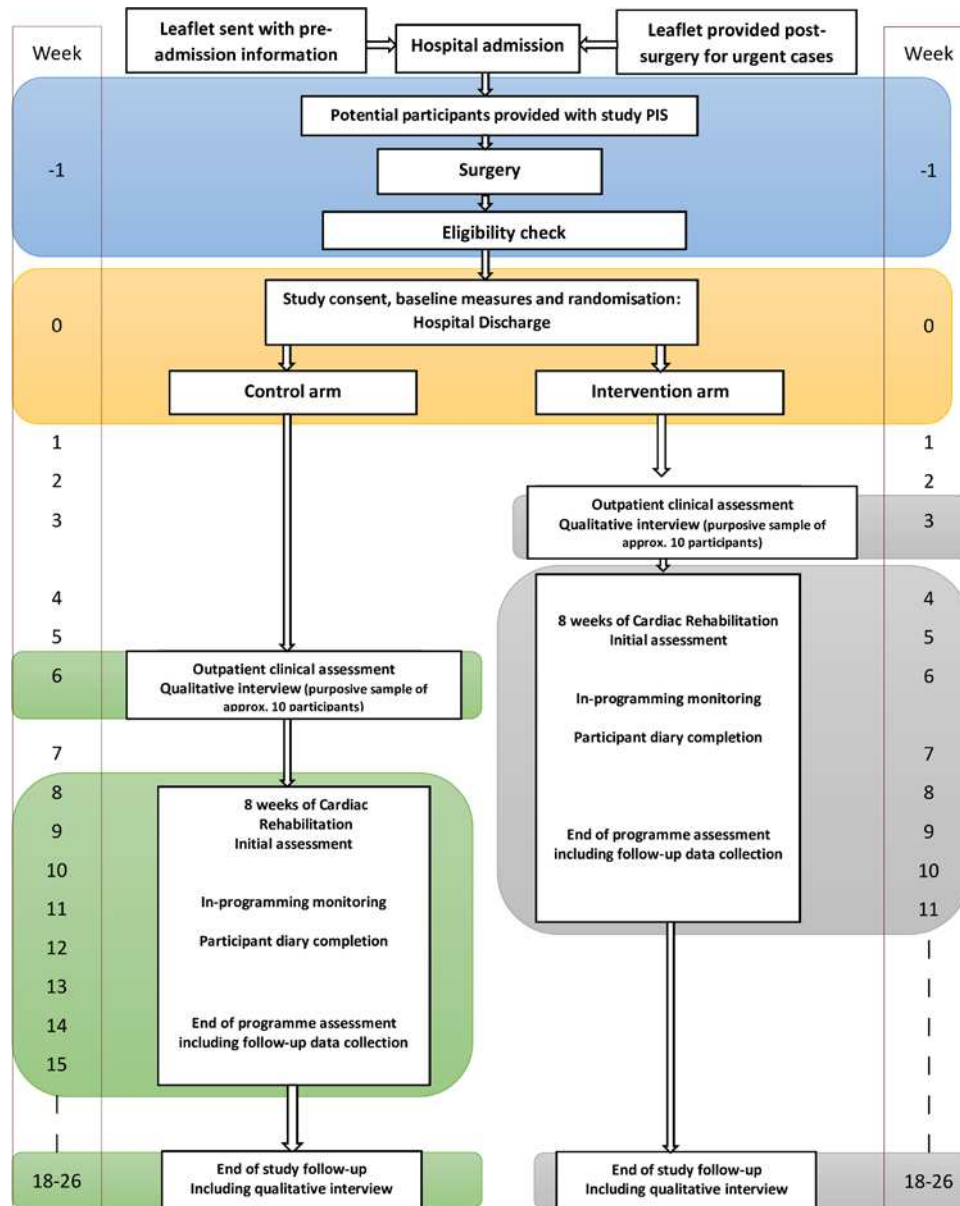 Leaflet sent with pre-
admission information
Hospital admission
Leaflet provided post-
surgery for urgent cases
Week
Week
Potential participants provided with study PIS
-1
Surgery
-1
Eligibility check
Study consent, baseline measures and randomisation:
Hospital Discharge
0
0
Control arm
Intervention arm
1
1
2
2
3
Outpatient clinical assessment
Qualitative interview (purposive sample of
approx. 10 participants)
3
4
4
5
8 weeks of Cardiac Rehabilitation
Initial assessment
5
6
Outpatient clinical assessment
Qualitative interview (purposive sample of
approx. 10 participants)
In-programming monitoring
Participant diary completion
6
7
7
8
8
9
8 weeks of Cardiac
Rehabilitation
Initial assessment
End of programme assessment
including follow-up data collection
9
10
10
11
In-programming monitoring
11
12
Participant diary completion
13
14
End of programme assessment
including follow-up data collection
15
18-26
End of study follow-up
Including qualitative interview
End of study follow-up
Including qualitative interview
18-26